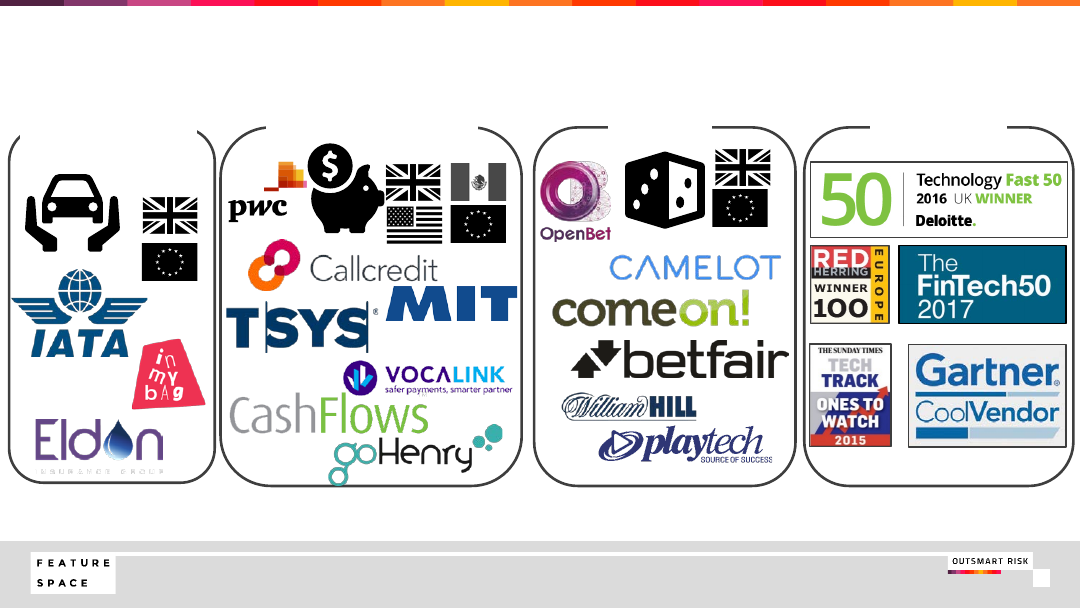 IATA
in
my
bAg
Eldon
INSURANCE GROUP
pwc
$
Callcredit
TSYS®
MIT
VOCALINK
safer payments, smarter partner
CashFlows
goHenry
OpenBet
CAMELOT
comeon!
betfair
William HILL
playtech
SOURCE OF SUCCESS
50
Technology Fast 50
2016 UK WINNER
Deloitte.
RED
HERRING
WINNER
100
EUROPE
The
FinTech50
2017
THE SUNDAY TIMES
TECH
TRACK
ONES TO
WATCH
2015
Gartner®
CoolVendor
FEATURE
SPACE
OUTSMART RISK